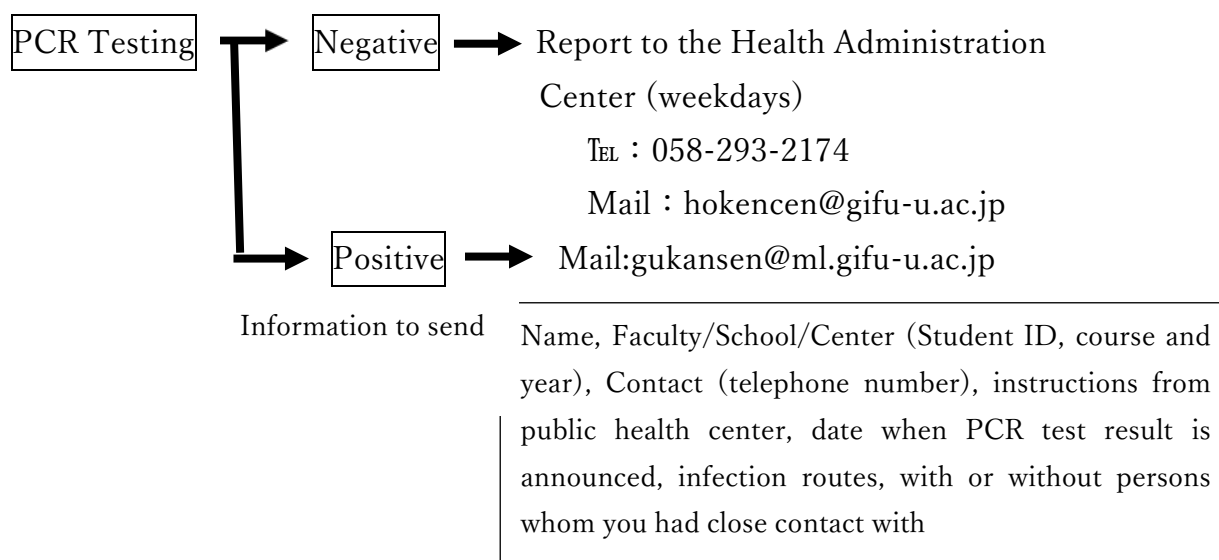 PCR Testing Negative Report to the Health Administration
Center (weekdays)
℡：058-293-2174
Mail：hokencen@gifu-u.ac.jp
Positive Mail:gukansen@ml.gifu-u.ac.jp
Information to send
Name, Faculty/School/Center (Student ID, course and
year), Contact (telephone number), instructions from
public health center, date when PCR test result is
announced, infection routes, with or without persons
whom you had close contact with